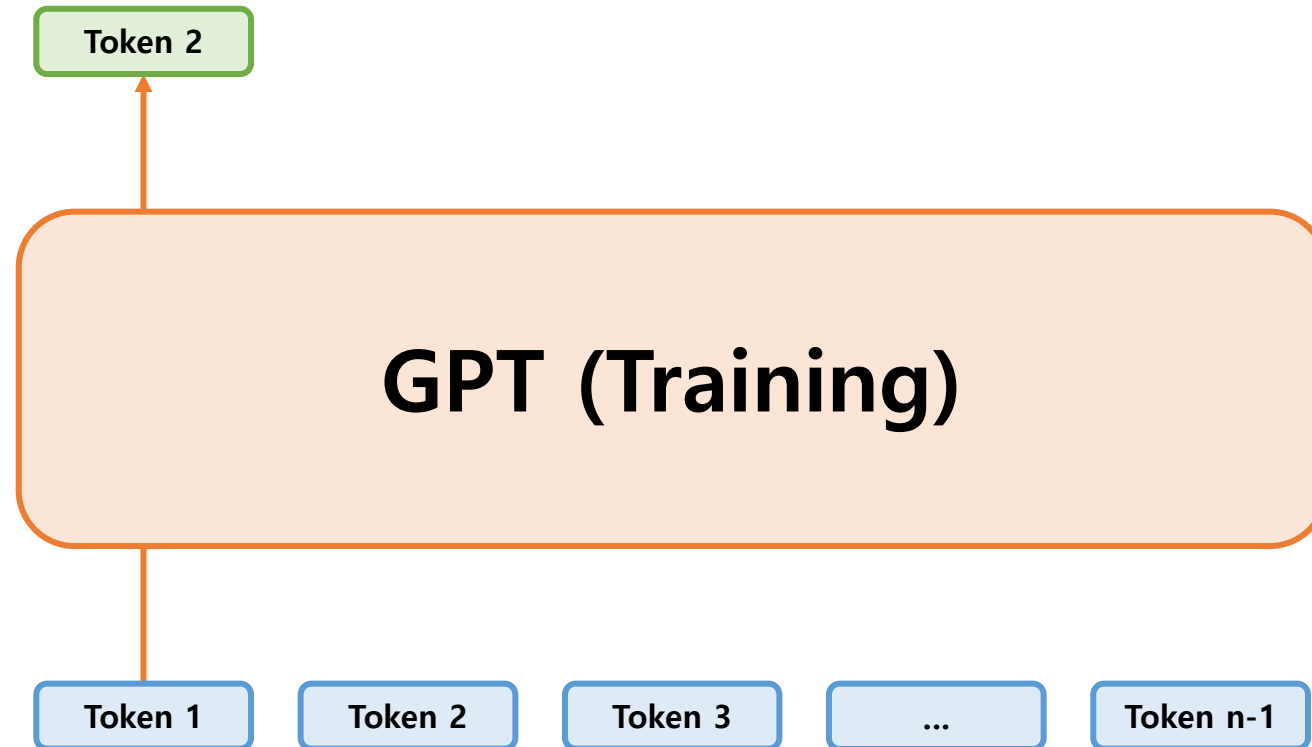 Token 2
GPT (Training)
Token 1
Token 2
Token 3
...
Token n-1